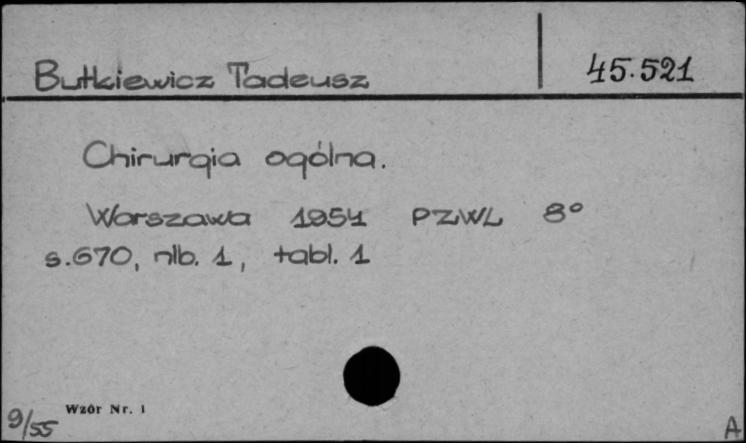 Butkiewicz Tadeusz 45.521
Chirurgia ogólna.
Warszawa 1954 PZWL 8°
s.670, nlb. 1, tabl. 1
Wzór Nr. 1
9/55 A